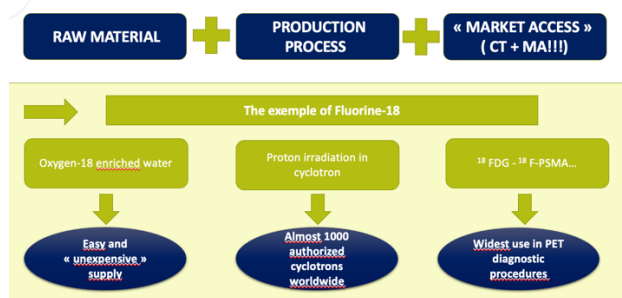 RAW MATERIAL
PRODUCTION
PROCESS
« MARKET ACCESS »
( CT + MA!!!)
The exemple of Fluorine-18
Oxygen-18 enriched water
Proton irradiation in
cyclotron
¹⁸ FDG - ¹⁸ F-PSMA...
Easy and
« unexpensive »
supply
Almost 1000
authorized
cyclotrons
worldwide
Widest use in PET
diagnostic
procedures